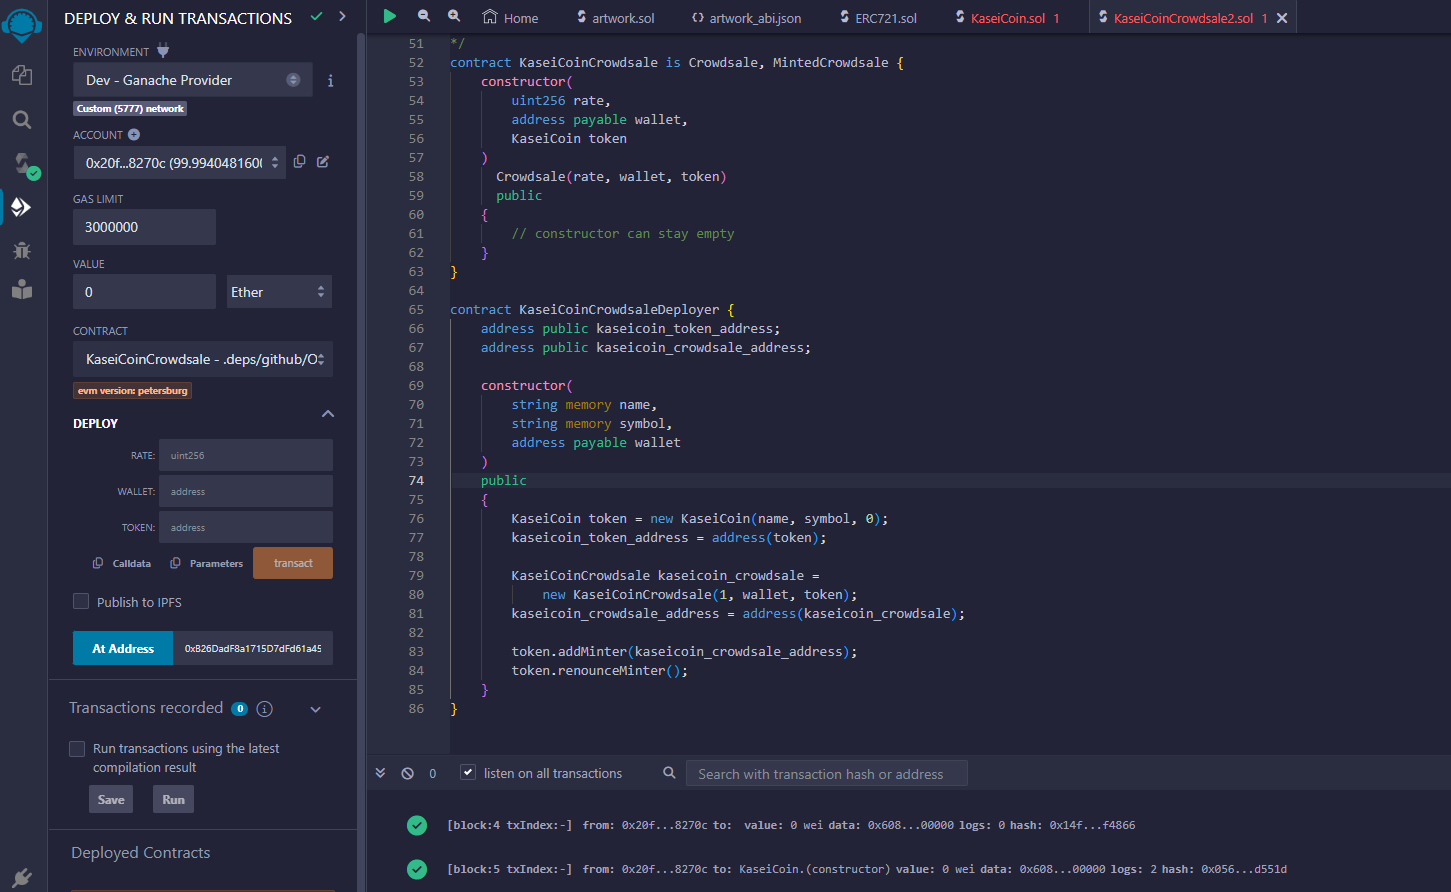 DEPLOY & RUN TRANSACTIONS
ENVIRONMENT
Dev - Ganache Provider
Custom (5777) network
ACCOUNT
0x20f...8270c (99.9940481600
GAS LIMIT
3000000
VALUE
0
Ether
CONTRACT
KaseiCoinCrowdsale - .deps/github/O
evm version: petersburg
DEPLOY
RATE: uint256
WALLET: address
TOKEN: address
Calldata Parameters transact
Publish to IPFS
At Address 0xB26DadF8a1715D7dFd61a45
Transactions recorded 0 i
Run transactions using the latest
compilation result
Save Run
Deployed Contracts
Home artwork.sol artwork_abi.json ERC721.sol KaseiCoin.sol 1 KaseiCoinCrowdsale2.sol 1
51 */
52 contract KaseiCoinCrowdsale is Crowdsale, MintedCrowdsale {
53 constructor(
54 uint256 rate,
55 address payable wallet,
56 KaseiCoin token
57 )
58 Crowdsale(rate, wallet, token)
59 public
60 {
61 // constructor can stay empty
62 }
63 }
64
65 contract KaseiCoinCrowdsaleDeployer {
66 address public kaseicoin_token_address;
67 address public kaseicoin_crowdsale_address;
68
69 constructor(
70 string memory name,
71 string memory symbol,
72 address payable wallet
73 )
74 public
75 {
76 KaseiCoin token = new KaseiCoin(name, symbol, 0);
77 kaseicoin_token_address = address(token);
78
79 KaseiCoinCrowdsale kaseicoin_crowdsale =
80 new KaseiCoinCrowdsale(1, wallet, token);
81 kaseicoin_crowdsale_address = address(kaseicoin_crowdsale);
82
83 token.addMinter(kaseicoin_crowdsale_address);
84 token.renounceMinter();
85 }
86 }
0 listen on all transactions Search with transaction hash or address
[block:4 txIndex:-] from: 0x20f...8270c to: value: 0 wei data: 0x608...00000 logs: 0 hash: 0x14f...f4866
[block:5 txIndex:-] from: 0x20f...8270c to: KaseiCoin.(constructor) value: 0 wei data: 0x608...00000 logs: 2 hash: 0x056...d551d